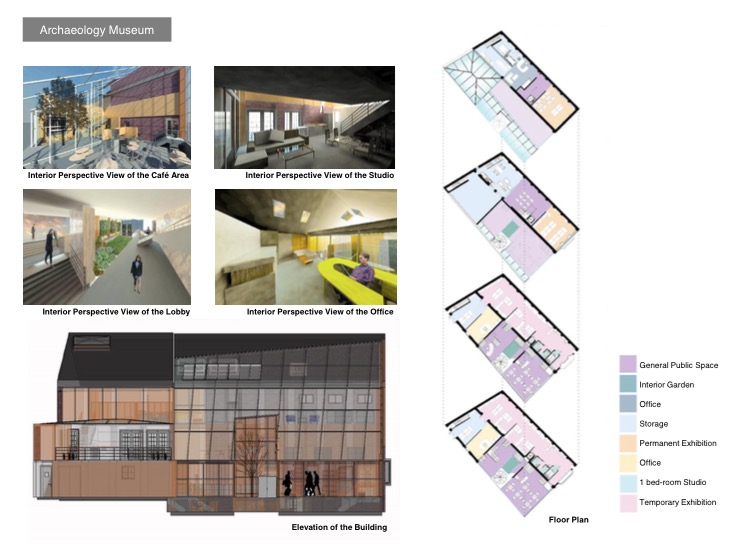 Archaeology Museum
Interior Perspective View of the Café Area
Interior Perspective View of the Studio
Interior Perspective View of the Lobby
Interior Perspective View of the Office
Elevation of the Building
General Public Space
Interior Garden
Office
Storage
Permanent Exhibition
Office
1 bed-room Studio
Temporary Exhibition
Floor Plan